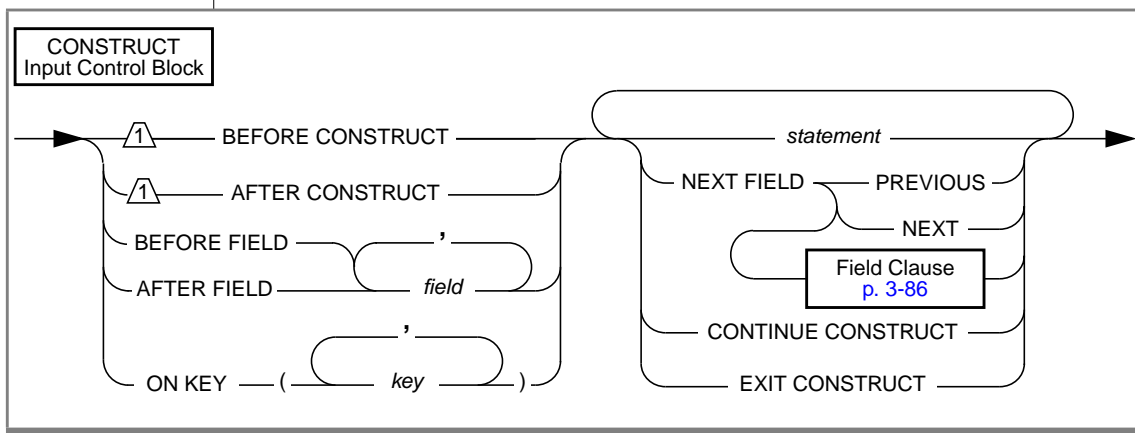 CONSTRUCT
Input Control Block
1 BEFORE CONSTRUCT statement
1 AFTER CONSTRUCT NEXT FIELD PREVIOUS
BEFORE FIELD , NEXT
AFTER FIELD field Field Clause
p. 3-86
, CONTINUE CONSTRUCT
ON KEY ( key ) EXIT CONSTRUCT